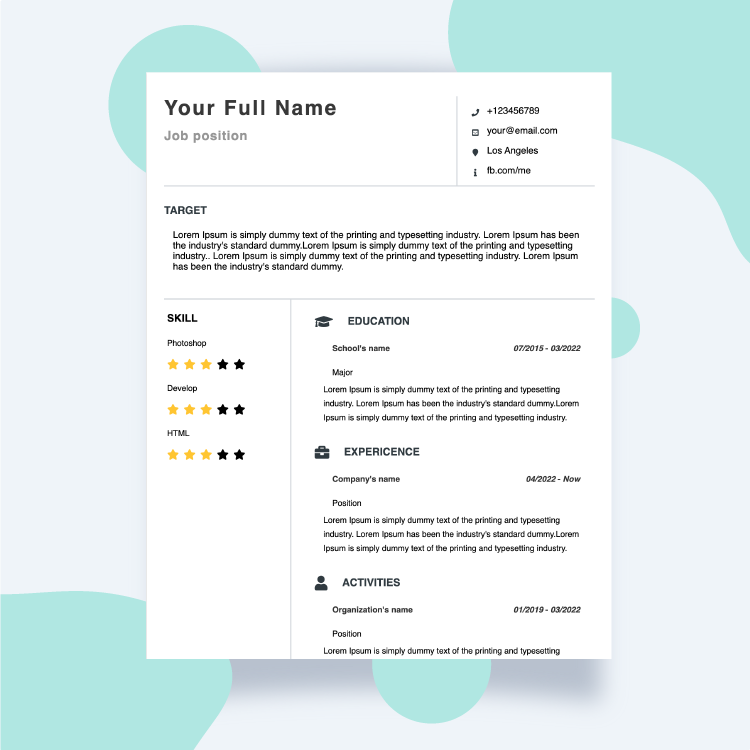 Your Full Name
Job position
+123456789
your@email.com
Los Angeles
fb.com/me
TARGET
Lorem Ipsum is simply dummy text of the printing and typesetting industry. Lorem Ipsum has been
the industry's standard dummy.Lorem Ipsum is simply dummy text of the printing and typesetting
industry.. Lorem Ipsum is simply dummy text of the printing and typesetting industry. Lorem Ipsum
has been the industry's standard dummy.
SKILL
Photoshop
Develop
HTML
EDUCATION
School's name 07/2015 - 03/2022
Major
Lorem Ipsum is simply dummy text of the printing and typesetting
industry. Lorem Ipsum has been the industry's standard dummy.Lorem
Ipsum is simply dummy text of the printing and typesetting industry.
EXPERICENCE
Company's name 04/2022 - Now
Position
Lorem Ipsum is simply dummy text of the printing and typesetting
industry. Lorem Ipsum has been the industry's standard dummy.Lorem
Ipsum is simply dummy text of the printing and typesetting industry.
ACTIVITIES
Organization's name 01/2019 - 03/2022
Position
Lorem Ipsum is simply dummy text of the printing and typesetting